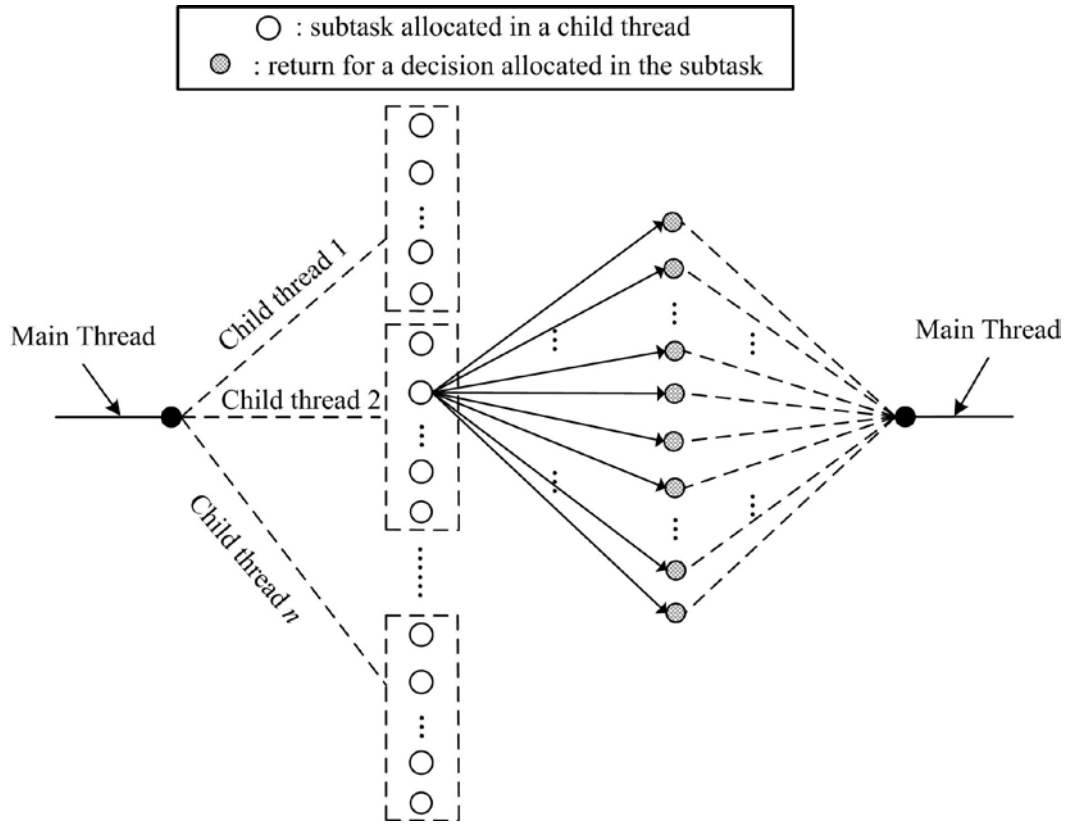 : subtask allocated in a child thread
: return for a decision allocated in the subtask
Child thread 1
Main Thread
Main Thread
Child thread 2
Child thread n